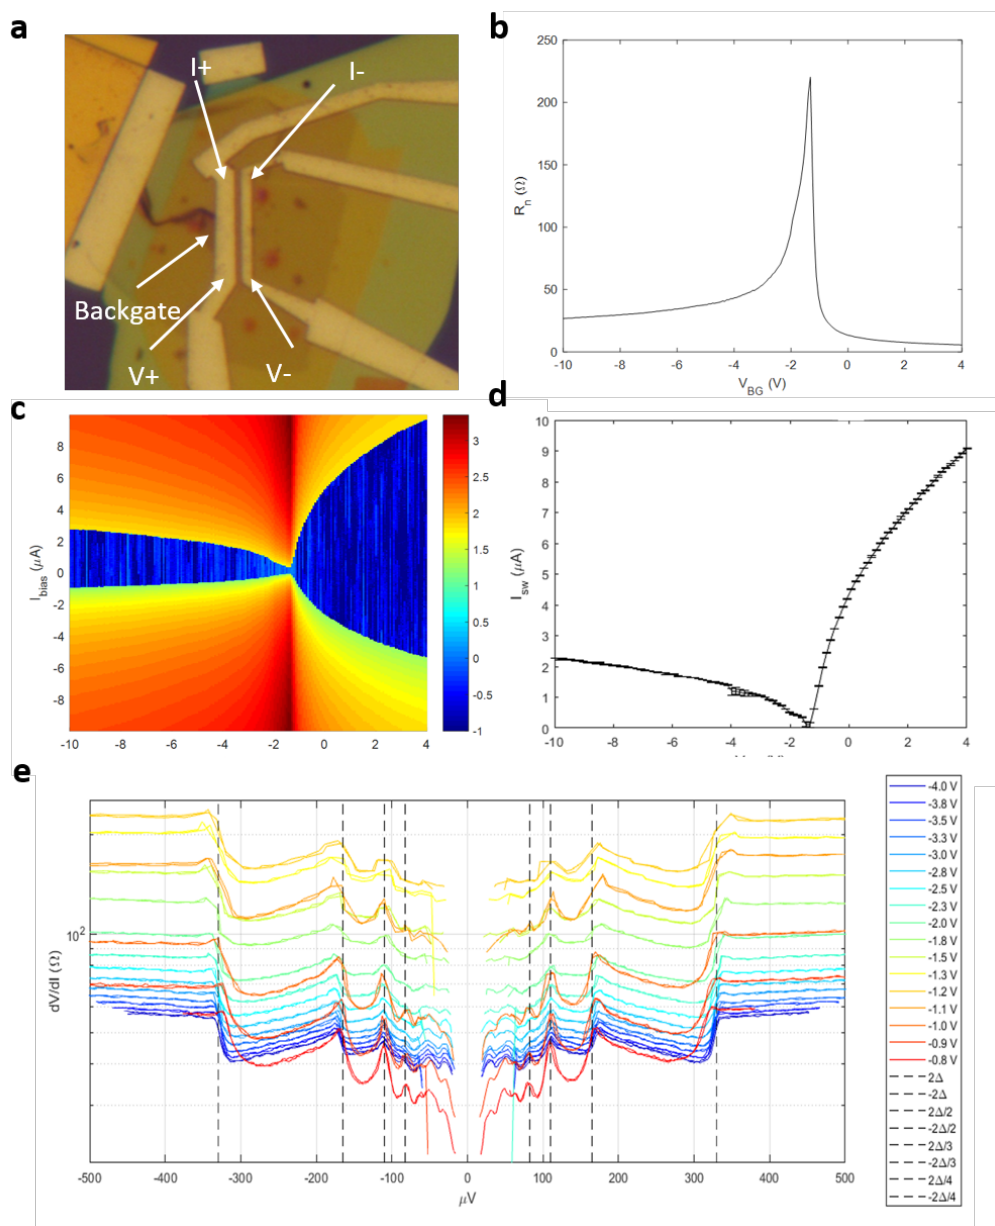 a
I+
I-
Backgate
V+
V-
b
250
200
150
100
50
0
Rn (Ω)
-10
-8
-6
-4
-2
0
2
4
VBG (V)
c
8
6
4
2
0
-2
-4
-6
-8
Ibias (μA)
-10
-8
-6
-4
-2
0
2
4
3
2.5
2
1.5
1
0.5
0
-0.5
-1
d
10
9
8
7
6
5
4
3
2
1
0
Isw (μA)
-10
-8
-6
-4
-2
0
2
4
e
10²
dV/dI (Ω)
-500
-400
-300
-200
-100
0
100
200
300
400
500
μV
-4.0 V
-3.8 V
-3.5 V
-3.3 V
-3.0 V
-2.8 V
-2.5 V
-2.3 V
-2.0 V
-1.8 V
-1.5 V
-1.3 V
-1.2 V
-1.1 V
-1.0 V
-0.9 V
-0.8 V
2Δ
-2Δ
2Δ/2
-2Δ/2
2Δ/3
-2Δ/3
2Δ/4
-2Δ/4